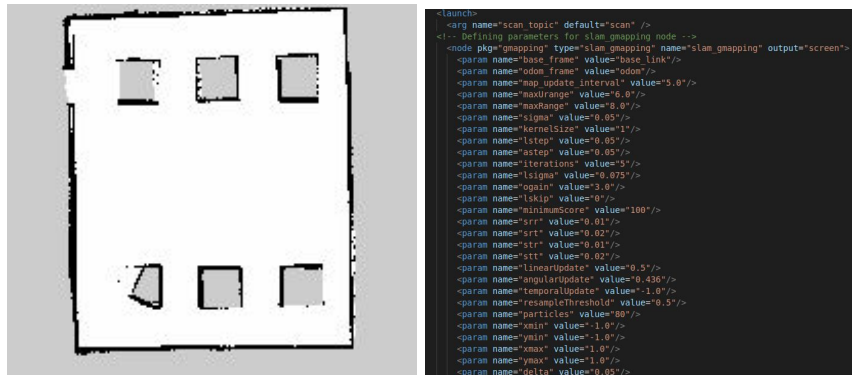 <launch>
<arg name="scan_topic" default="scan" />
<!-- Defining parameters for slam_gmapping node -->
<node pkg="gmapping" type="slam_gmapping" name="slam_gmapping" output="screen">
<param name="base_frame" value="base_link"/>
<param name="odom_frame" value="odom"/>
<param name="map_update_interval" value="5.0"/>
<param name="maxUrange" value="6.0"/>
<param name="maxRange" value="8.0"/>
<param name="sigma" value="0.05"/>
<param name="kernelSize" value="1"/>
<param name="lstep" value="0.05"/>
<param name="astep" value="0.05"/>
<param name="iterations" value="5"/>
<param name="lsigma" value="0.075"/>
<param name="ogain" value="3.0"/>
<param name="lskip" value="0"/>
<param name="minimumScore" value="100"/>
<param name="srr" value="0.01"/>
<param name="srt" value="0.02"/>
<param name="str" value="0.01"/>
<param name="stt" value="0.02"/>
<param name="linearUpdate" value="0.5"/>
<param name="angularUpdate" value="0.436"/>
<param name="temporalUpdate" value="-1.0"/>
<param name="resampleThreshold" value="0.5"/>
<param name="particles" value="80"/>
<param name="xmin" value="-1.0"/>
<param name="ymin" value="-1.0"/>
<param name="xmax" value="1.0"/>
<param name="ymax" value="1.0"/>
<param name="delta" value="0.05"/>